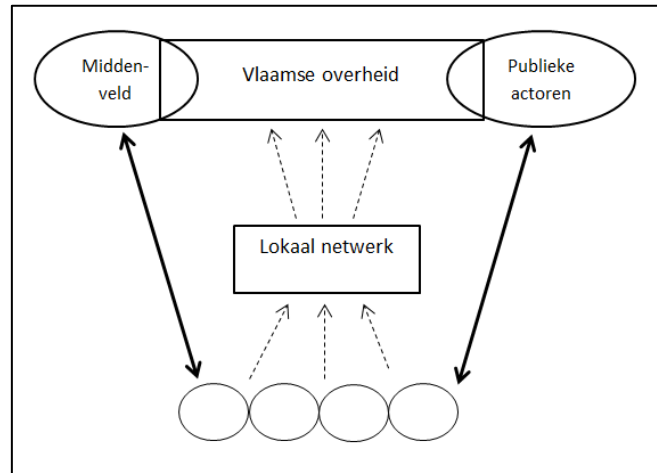 Midden-
veld
Vlaamse overheid
Publieke
actoren
Lokaal netwerk